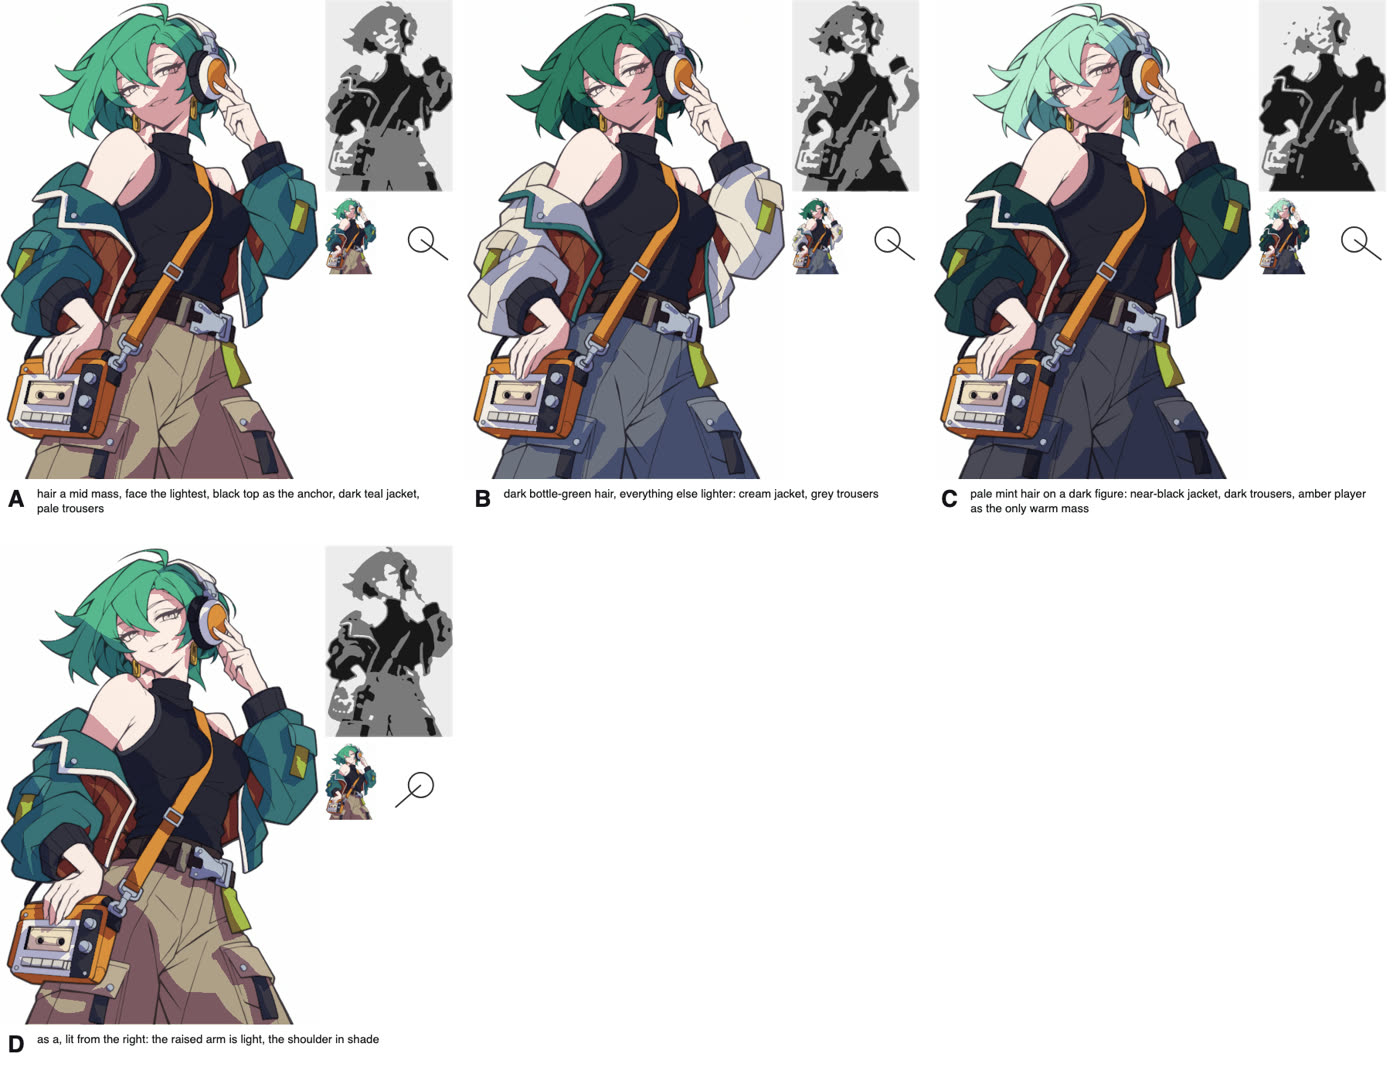 A hair a mid mass, face the lightest, black top as the anchor, dark teal jacket,
pale trousers
B dark bottle-green hair, everything else lighter: cream jacket, grey trousers
C pale mint hair on a dark figure: near-black jacket, dark trousers, amber player
as the only warm mass
D as a, lit from the right: the raised arm is light, the shoulder in shade